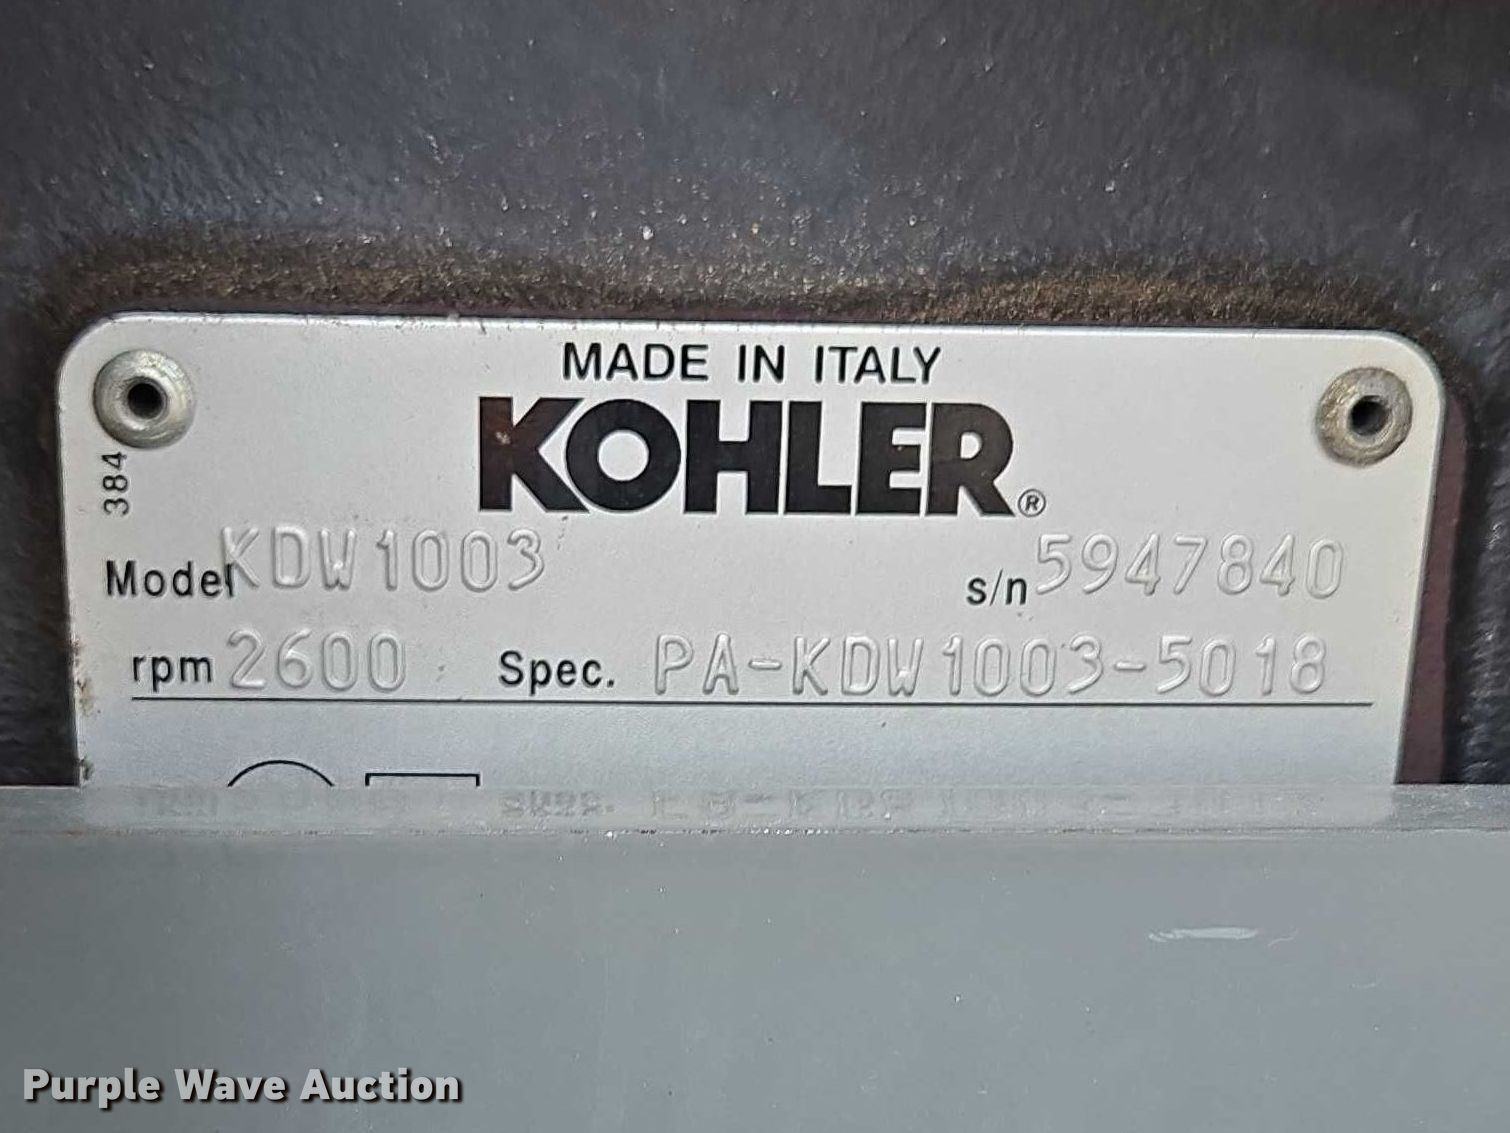 MADE IN ITALY
KOHLER®
384
Model KDW1003 s/n 5947840
rpm 2600 Spec. PA-KDW1003-5018
Purple Wave Auction